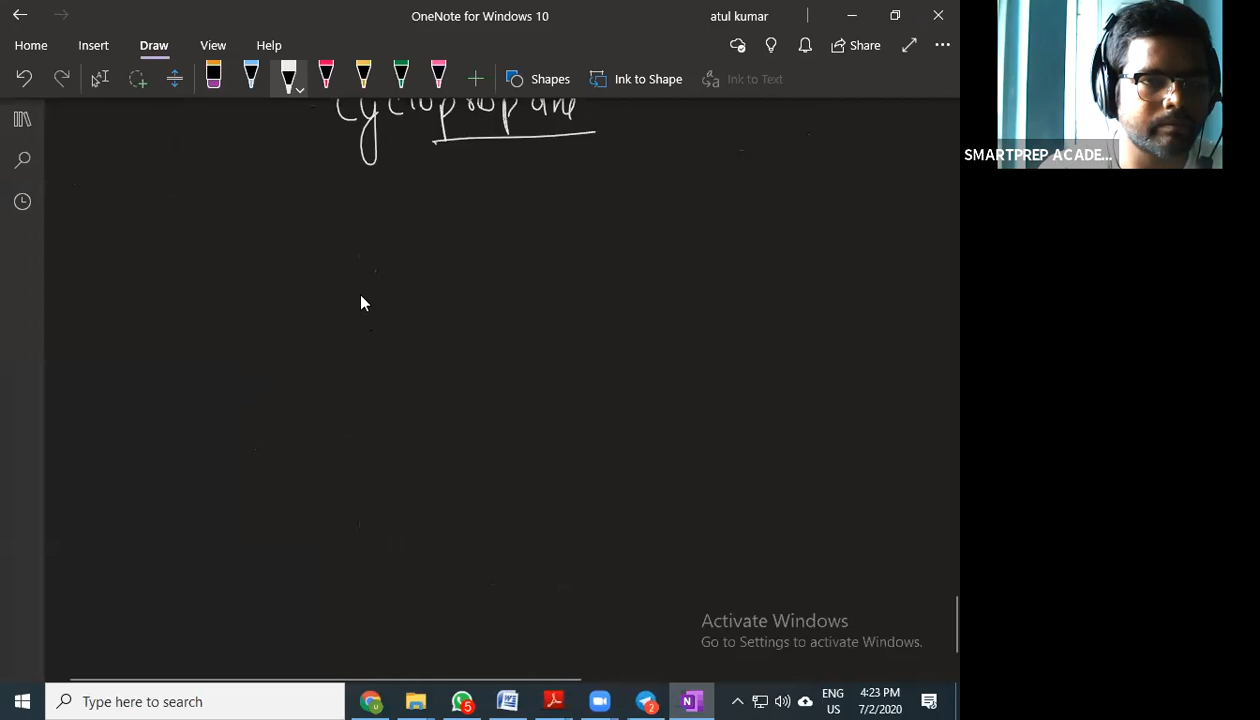 OneNote for Windows 10
atul kumar
Home
Insert
Draw
View
Help
Share
Shapes
Ink to Shape
Ink to Text
Cyclopropane
SMARTPREP ACADE...
Activate Windows
Go to Settings to activate Windows.
Type here to search
5
2
ENG
US
4:23 PM
7/2/2020